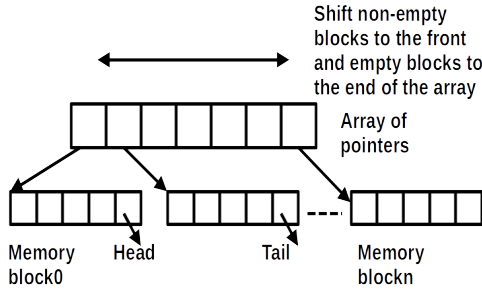 Shift non-empty
blocks to the front
and empty blocks to
the end of the array
Array of
pointers
Memory
block0
Head
Tail
Memory
blockn